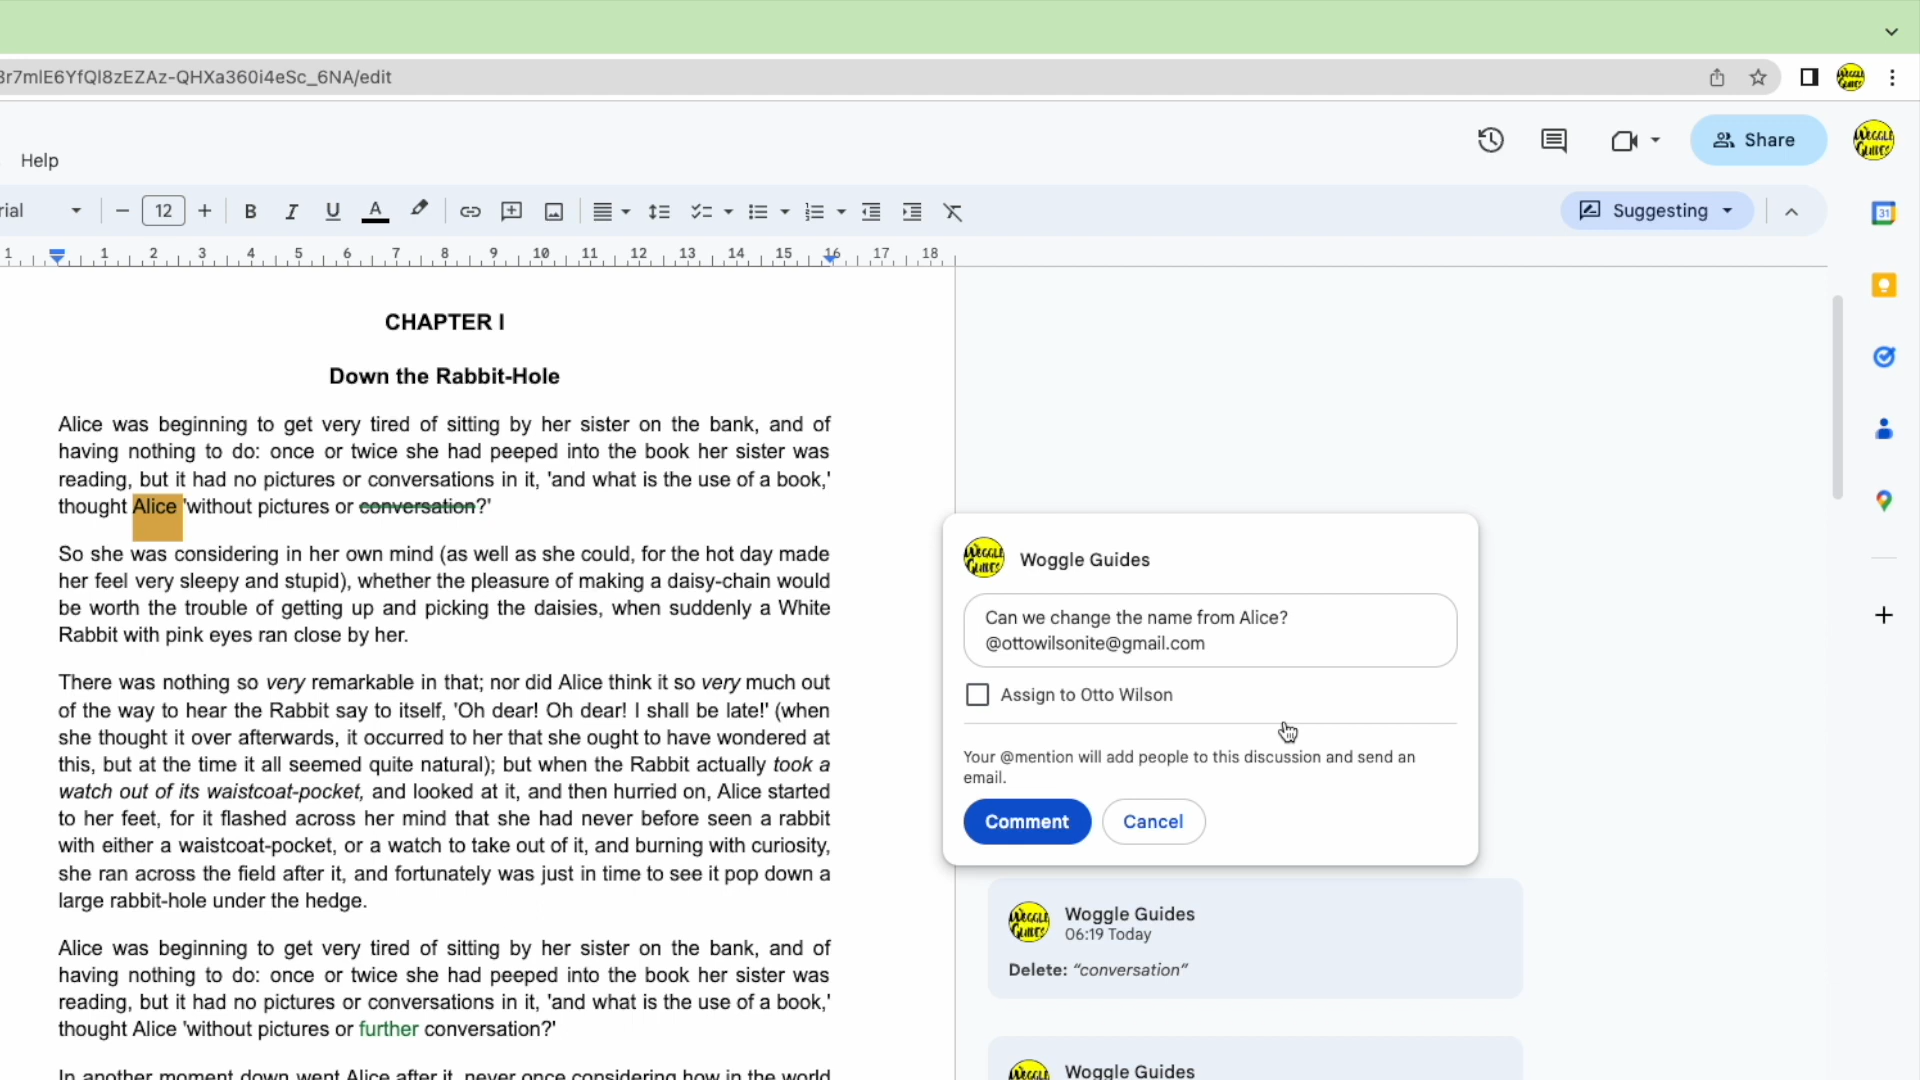 3r7mlE6YfQl8zEZAz-QHXa360i4eSc_6NA/edit
Share
Help
rial
12
B I U A
Suggesting
31
1 1 2 3 4 5 6 7 8 9 10 11 12 13 14 15 16 17 18
CHAPTER I
Down the Rabbit-Hole
Alice was beginning to get very tired of sitting by her sister on the bank, and of
having nothing to do: once or twice she had peeped into the book her sister was
reading, but it had no pictures or conversations in it, 'and what is the use of a book,'
thought Alice 'without pictures or conversation?'
So she was considering in her own mind (as well as she could, for the hot day made
her feel very sleepy and stupid), whether the pleasure of making a daisy-chain would
be worth the trouble of getting up and picking the daisies, when suddenly a White
Rabbit with pink eyes ran close by her.
There was nothing so very remarkable in that; nor did Alice think it so very much out
of the way to hear the Rabbit say to itself, 'Oh dear! Oh dear! I shall be late!' (when
she thought it over afterwards, it occurred to her that she ought to have wondered at
this, but at the time it all seemed quite natural); but when the Rabbit actually took a
watch out of its waistcoat-pocket, and looked at it, and then hurried on, Alice started
to her feet, for it flashed across her mind that she had never before seen a rabbit
with either a waistcoat-pocket, or a watch to take out of it, and burning with curiosity,
she ran across the field after it, and fortunately was just in time to see it pop down a
large rabbit-hole under the hedge.
Alice was beginning to get very tired of sitting by her sister on the bank, and of
having nothing to do: once or twice she had peeped into the book her sister was
reading, but it had no pictures or conversations in it, 'and what is the use of a book,'
thought Alice 'without pictures or further conversation?'
In another moment down went Alice after it, never once considering how in the world
Woggle Guides
Can we change the name from Alice?
@ottowilsonite@gmail.com
Assign to Otto Wilson
Your @mention will add people to this discussion and send an
email.
Comment
Cancel
Woggle Guides
06:19 Today
Delete: “conversation”
Woggle Guides